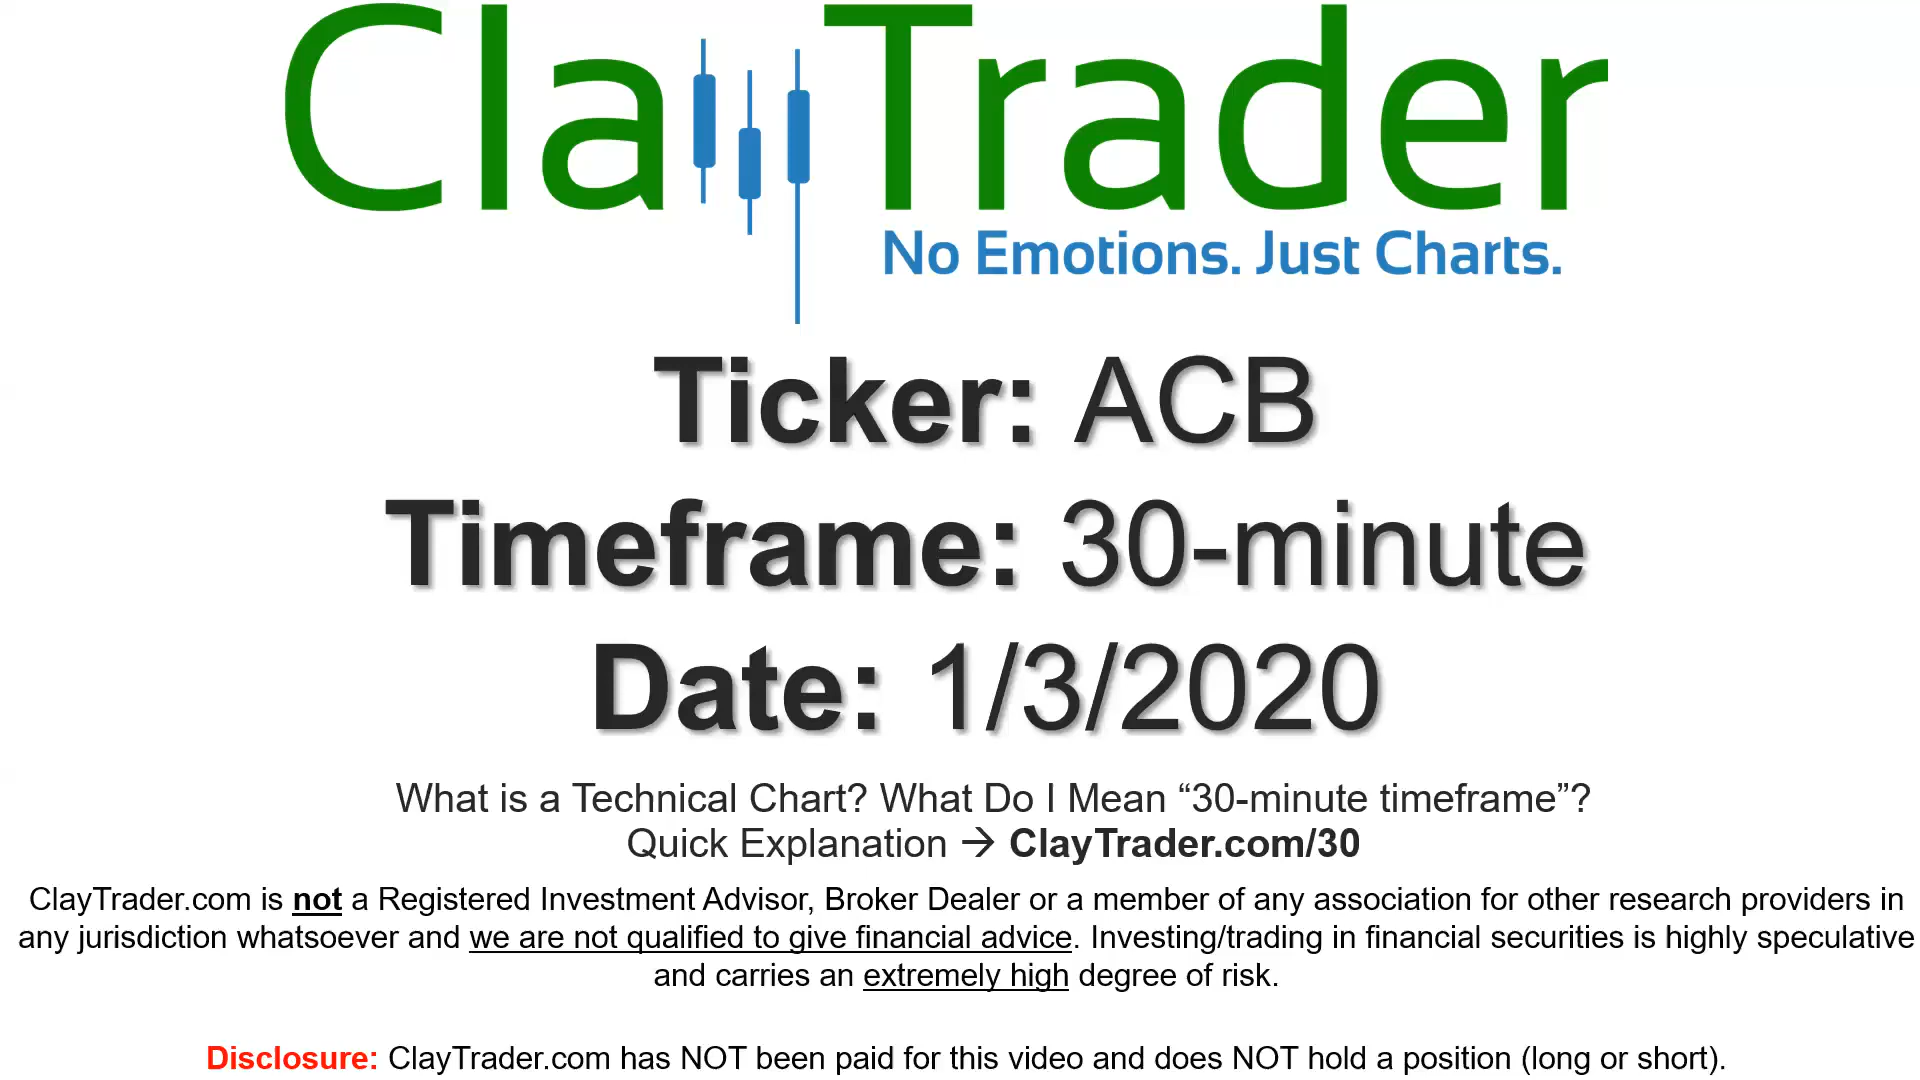 ClayTrader
No Emotions. Just Charts.
Ticker: ACB
Timeframe: 30-minute
Date: 1/3/2020
What is a Technical Chart? What Do I Mean “30-minute timeframe”?
Quick Explanation → ClayTrader.com/30
ClayTrader.com is not a Registered Investment Advisor, Broker Dealer or a member of any association for other research providers in
any jurisdiction whatsoever and we are not qualified to give financial advice. Investing/trading in financial securities is highly speculative
and carries an extremely high degree of risk.
Disclosure: ClayTrader.com has NOT been paid for this video and does NOT hold a position (long or short).